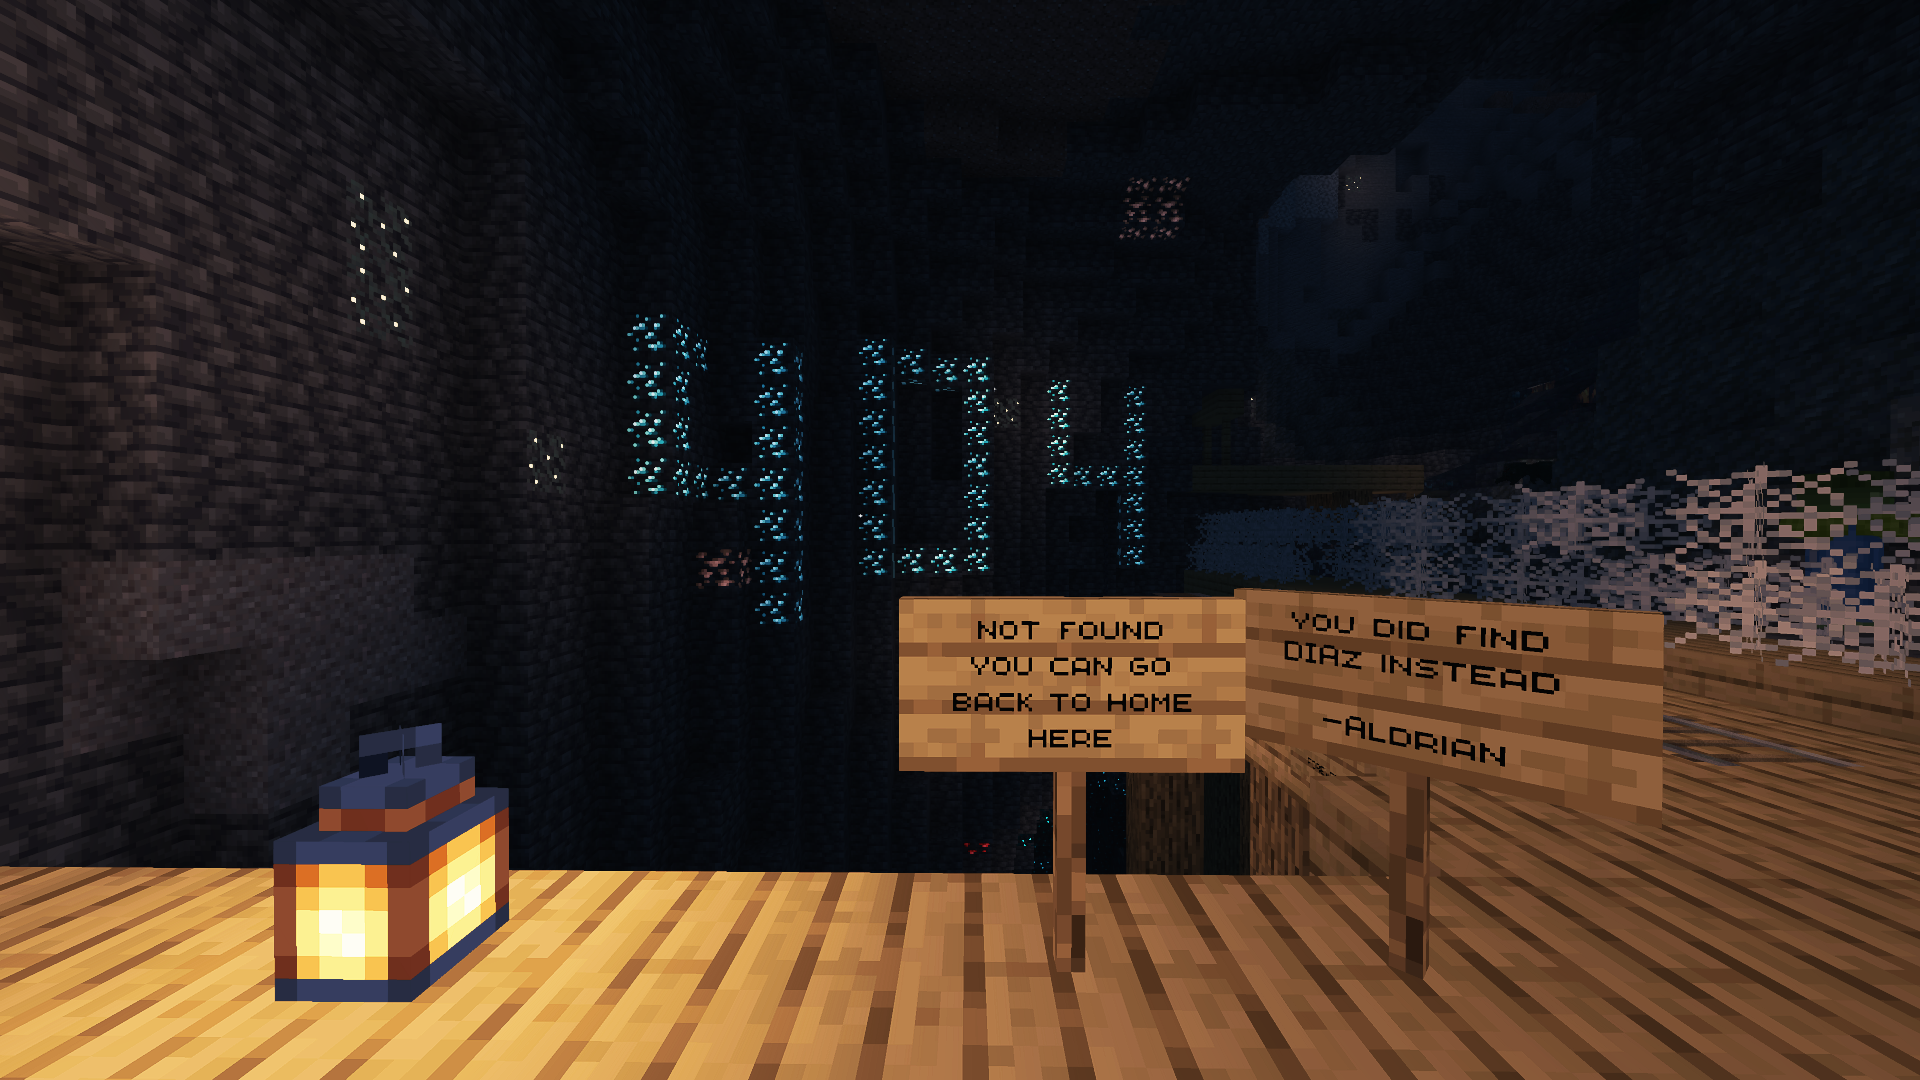 404
NOT FOUND
YOU CAN GO
BACK TO HOME
HERE
YOU DID FIND
DIAZ INSTEAD
-ALDRIAN